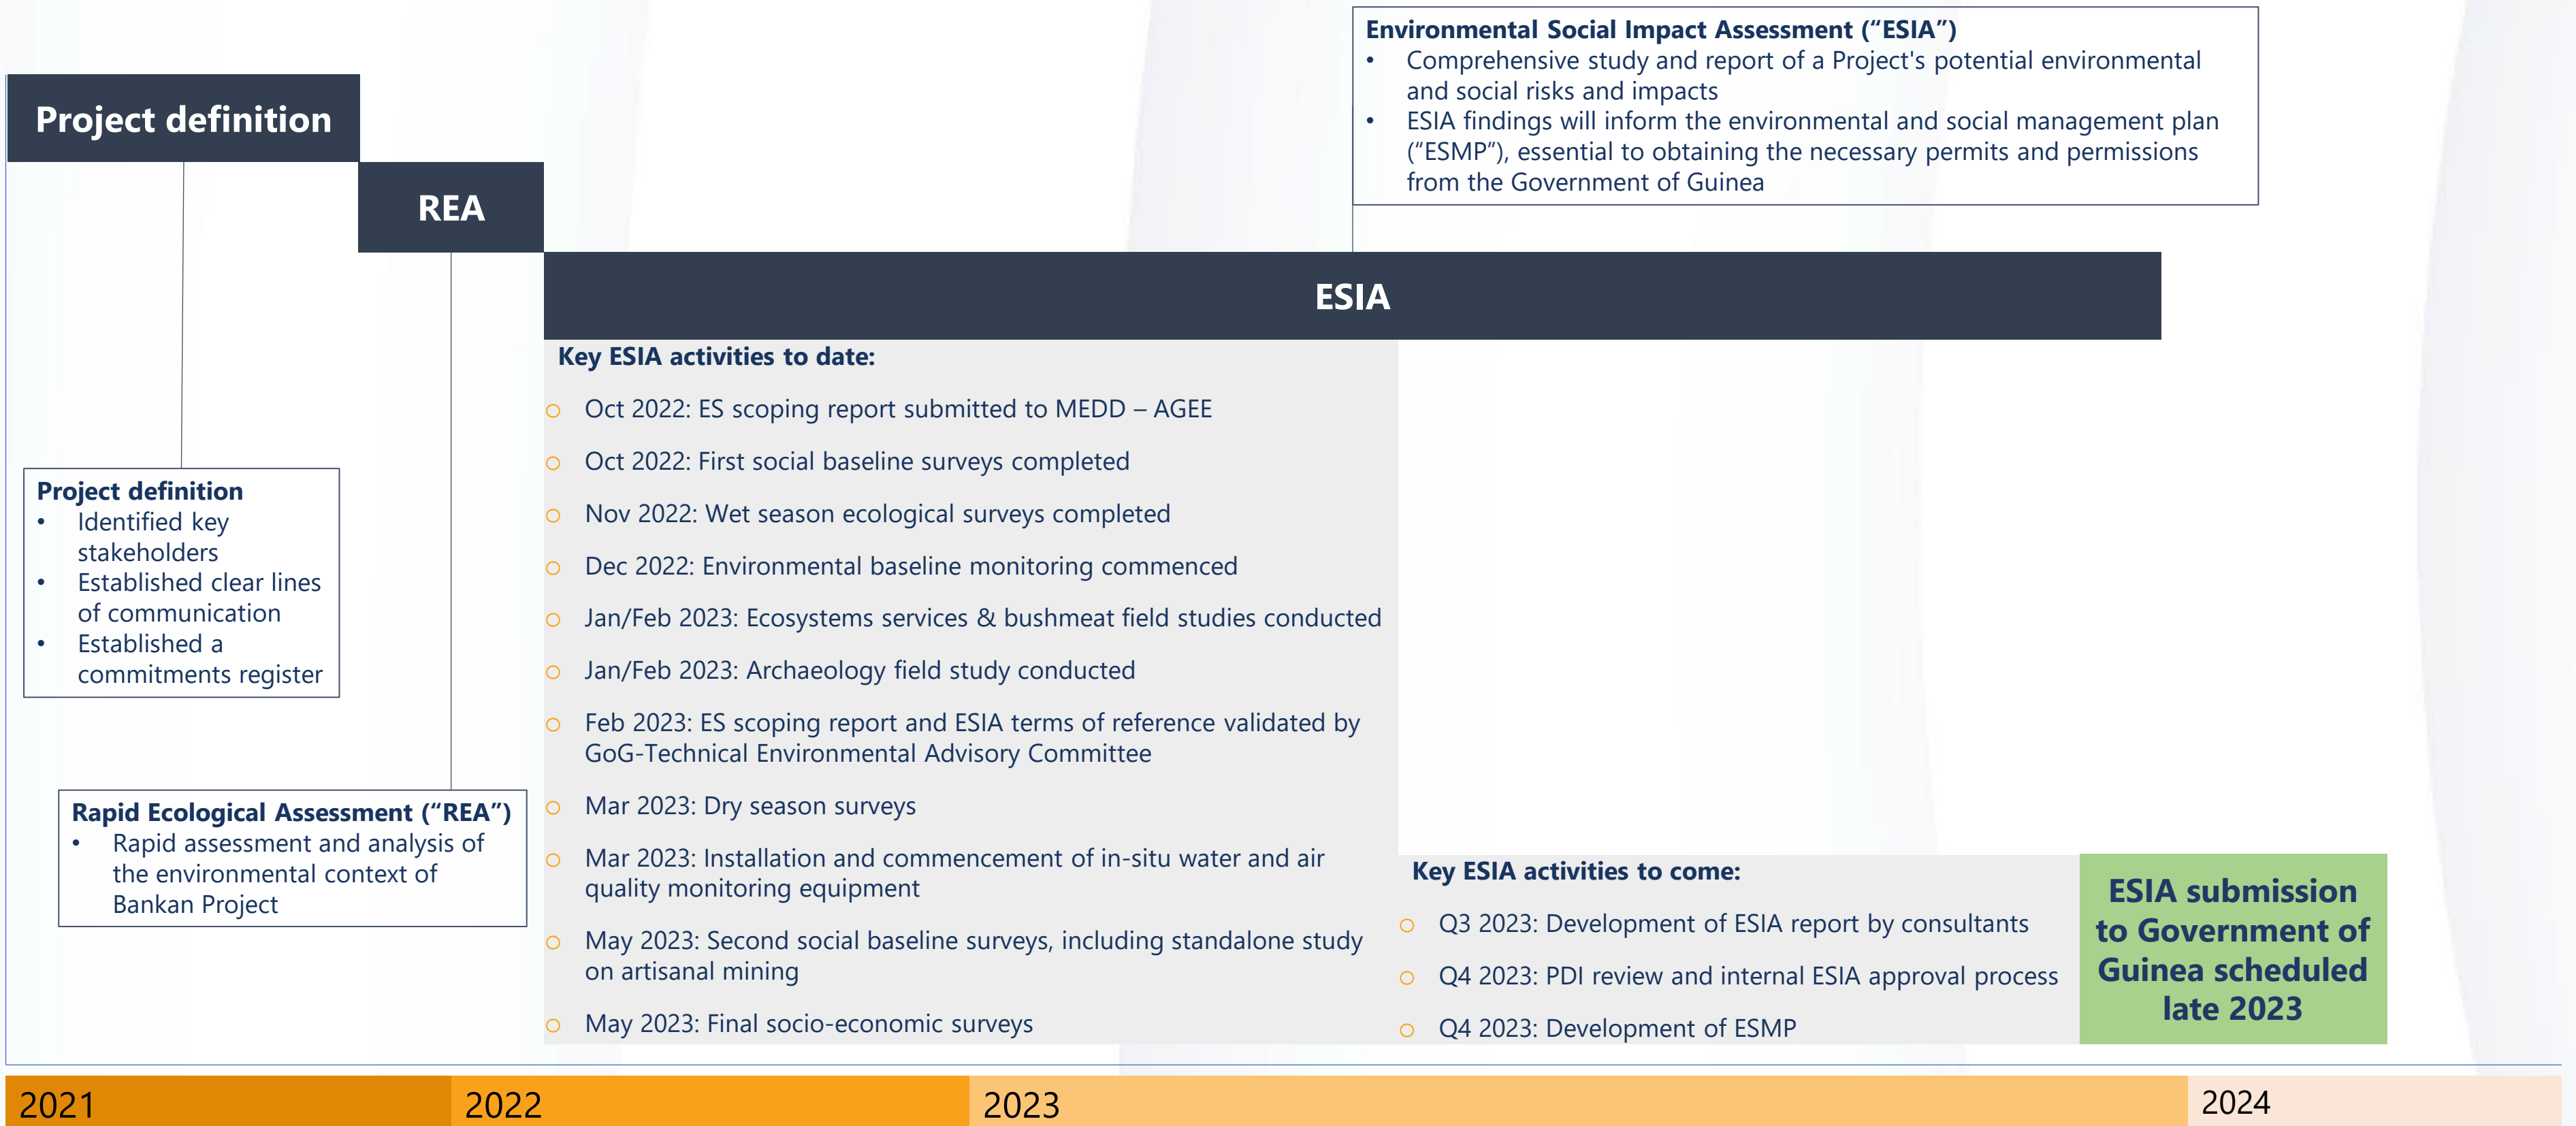 Environmental Social Impact Assessment (“ESIA”)
• Comprehensive study and report of a Project's potential environmental
and social risks and impacts
• ESIA findings will inform the environmental and social management plan
(“ESMP”), essential to obtaining the necessary permits and permissions
from the Government of Guinea
Project definition
REA
ESIA
Project definition
• Identified key
stakeholders
• Established clear lines
of communication
• Established a
commitments register
Rapid Ecological Assessment (“REA”)
• Rapid assessment and analysis of
the environmental context of
Bankan Project
Key ESIA activities to date:
o Oct 2022: ES scoping report submitted to MEDD – AGEE
o Oct 2022: First social baseline surveys completed
o Nov 2022: Wet season ecological surveys completed
o Dec 2022: Environmental baseline monitoring commenced
o Jan/Feb 2023: Ecosystems services & bushmeat field studies conducted
o Jan/Feb 2023: Archaeology field study conducted
o Feb 2023: ES scoping report and ESIA terms of reference validated by
GoG-Technical Environmental Advisory Committee
o Mar 2023: Dry season surveys
o Mar 2023: Installation and commencement of in-situ water and air
quality monitoring equipment
o May 2023: Second social baseline surveys, including standalone study
on artisanal mining
o May 2023: Final socio-economic surveys
Key ESIA activities to come:
o Q3 2023: Development of ESIA report by consultants
o Q4 2023: PDI review and internal ESIA approval process
o Q4 2023: Development of ESMP
ESIA submission
to Government of
Guinea scheduled
late 2023
2021
2022
2023
2024